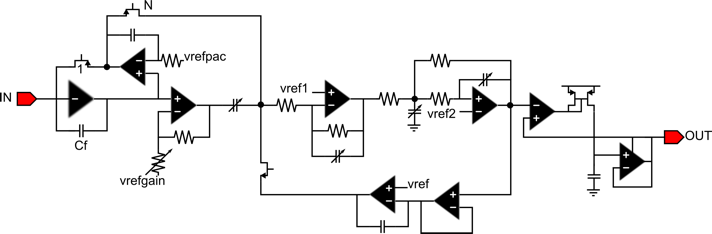 N
1
vrefpac
IN
vref1
vref2
Cf
vrefgain
vref
OUT